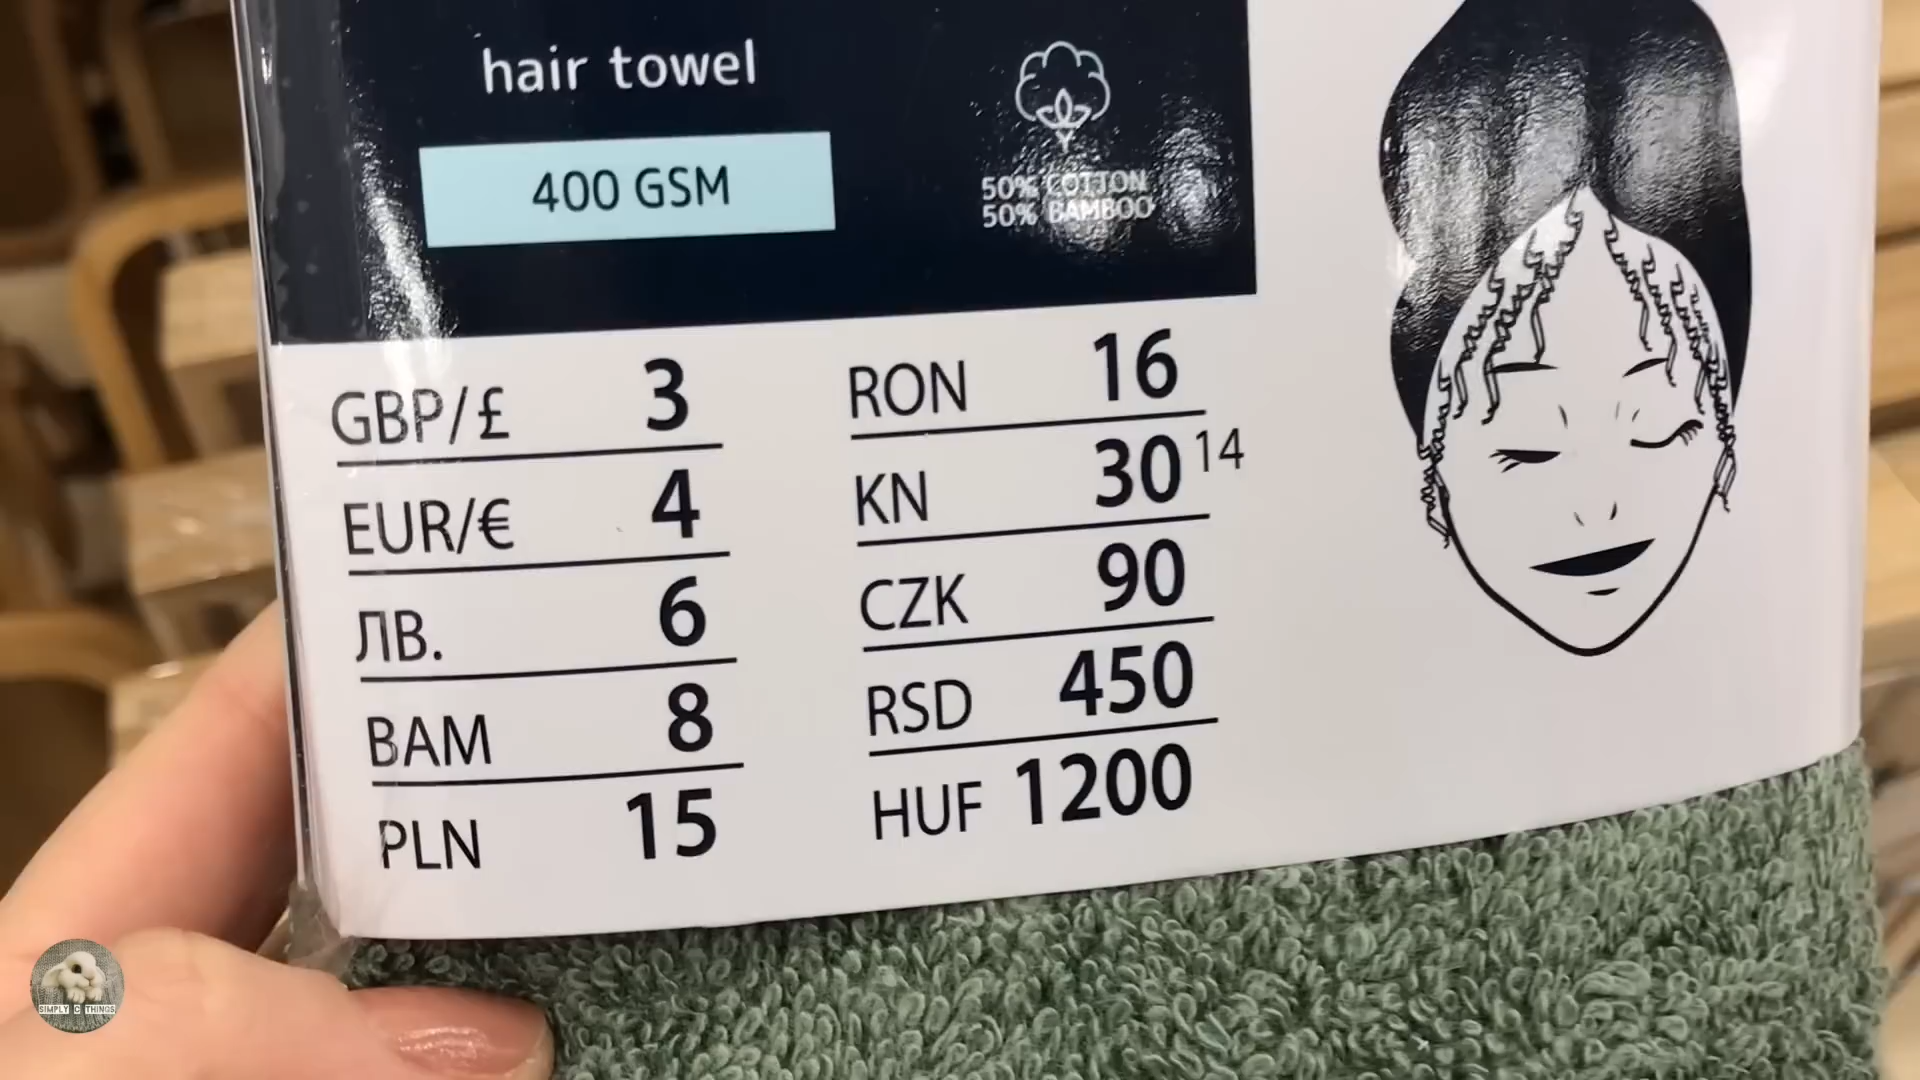 hair towel
400 GSM
50% COTTON
50% BAMBOO
GBP/£ 3
EUR/€ 4
ЛВ. 6
BAM 8
PLN 15
RON 16
KN 30 14
CZK 90
RSD 450
HUF 1200
SIMPLY C THINGS